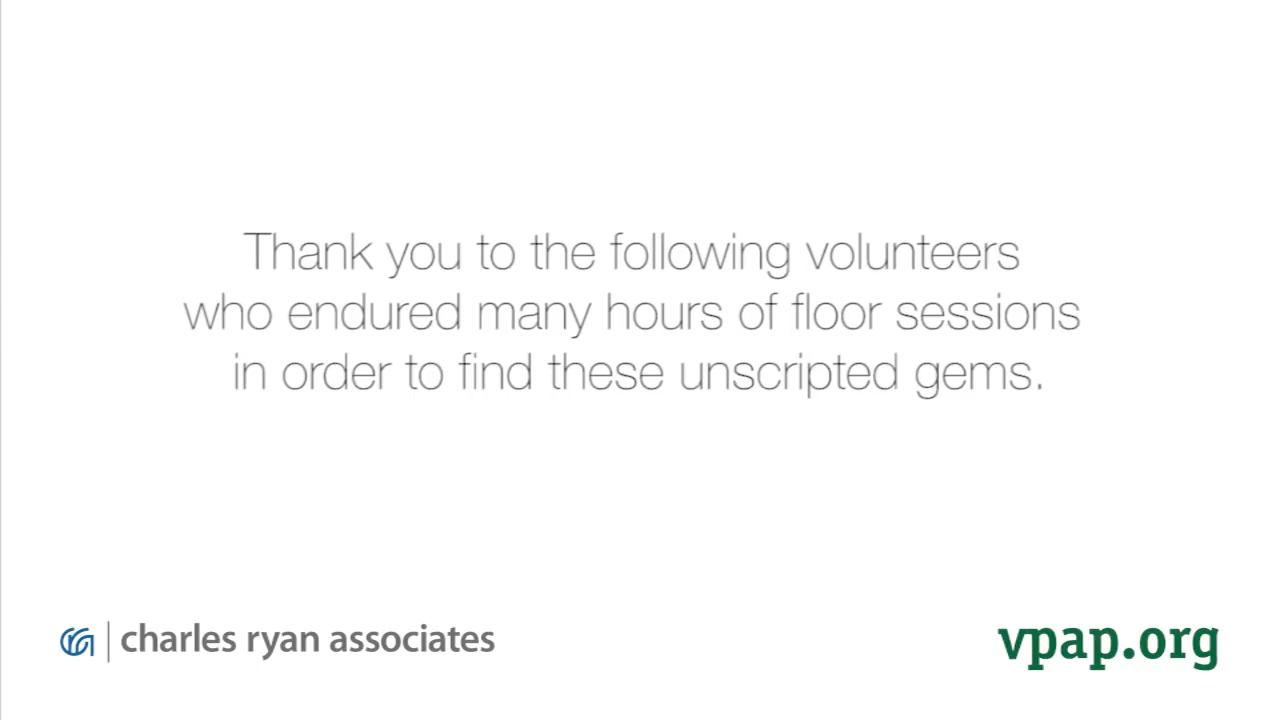 Thank you to the following volunteers
who endured many hours of floor sessions
in order to find these unscripted gems.
charles ryan associates
vpap.org